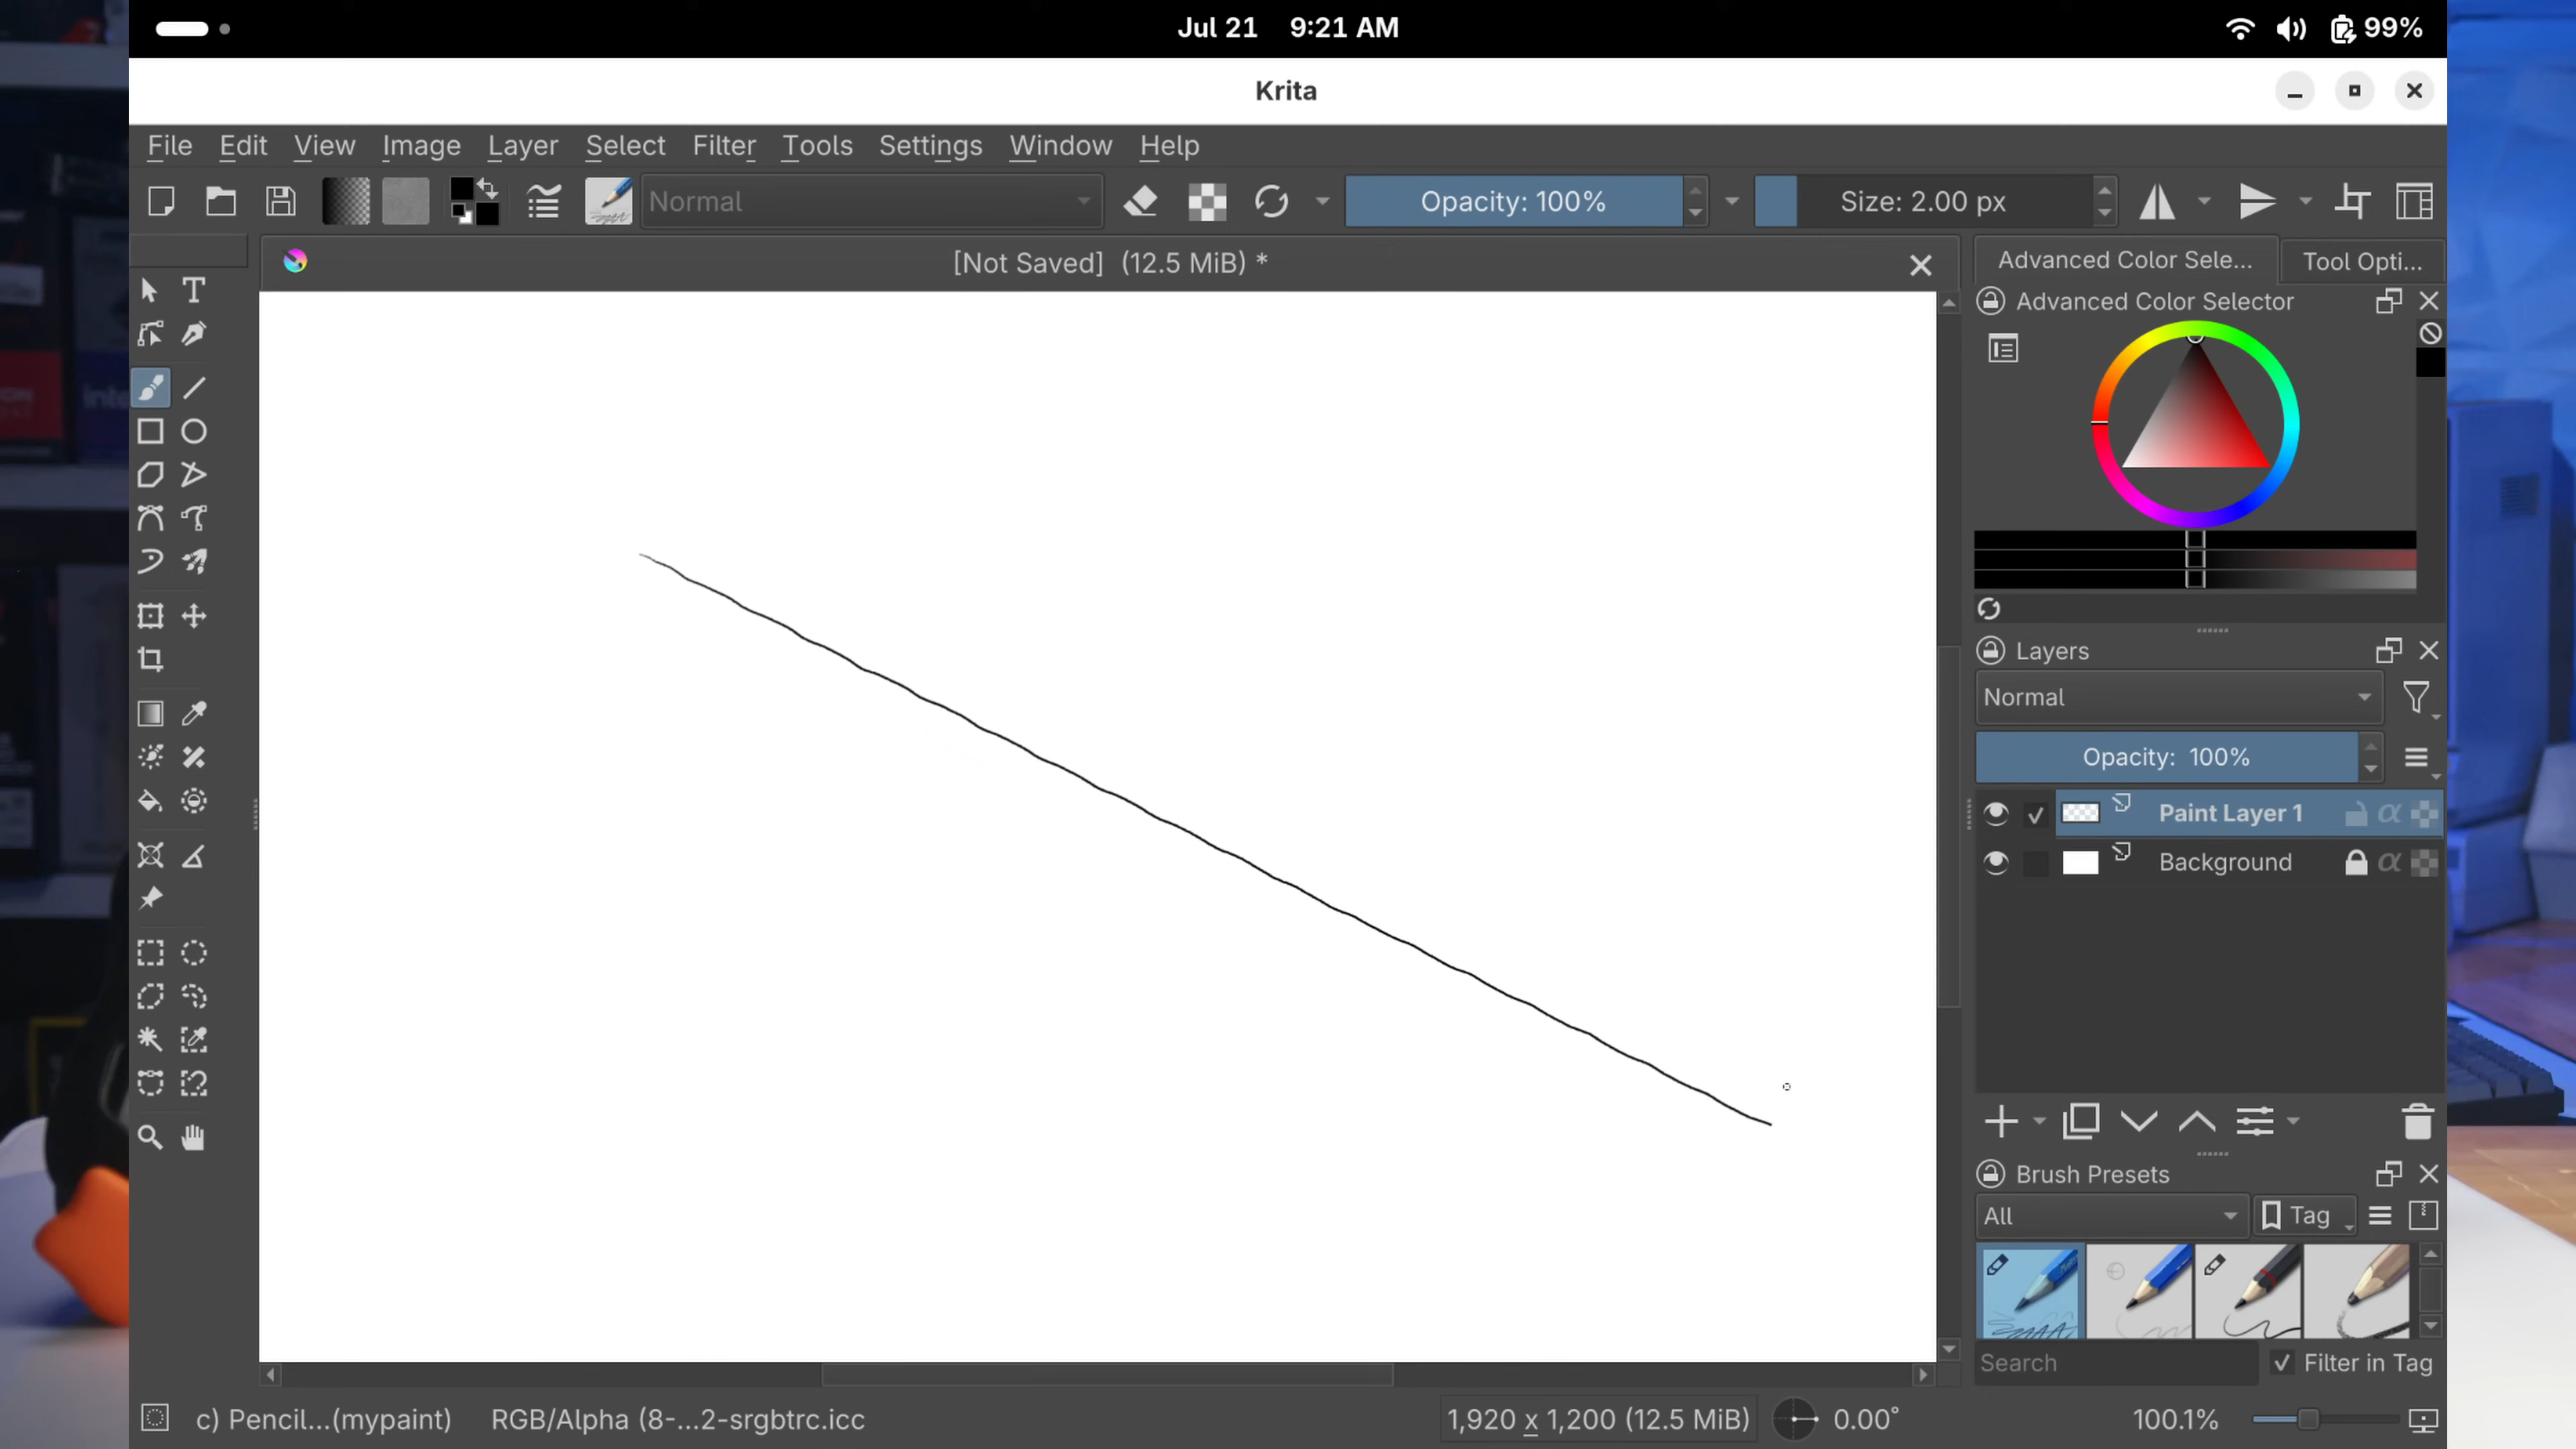 Jul 21 9:21 AM
99%
Krita
File Edit View Image Layer Select Filter Tools Settings Window Help
Normal
Opacity: 100%
Size: 2.00 px
[Not Saved] (12.5 MiB) *
Advanced Color Sele...
Tool Opti...
Advanced Color Selector
Layers
Normal
Opacity: 100%
Paint Layer 1
Background
Brush Presets
All
Tag
Search
Filter in Tag
c) Pencil...(mypaint)
RGB/Alpha (8-...2-srgbtrc.icc
1,920 x 1,200 (12.5 MiB)
0.00°
100.1%